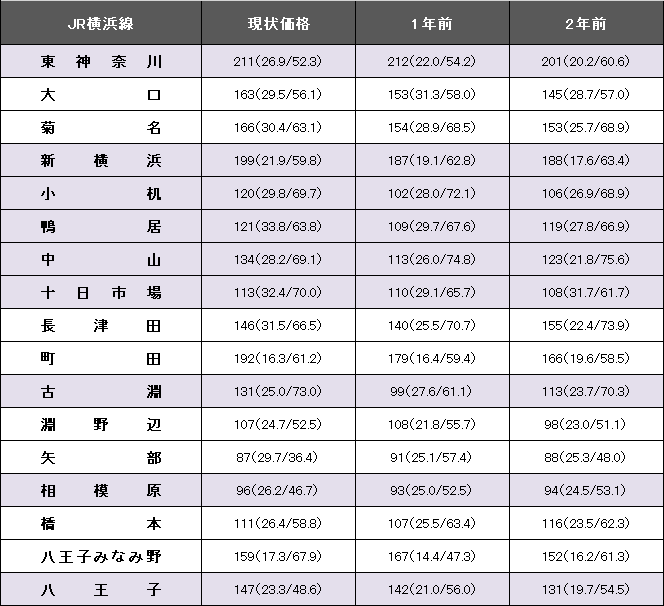 JR横浜線 現状価格 1年前 2年前
東神奈川 211(26.9/52.3) 212(22.0/54.2) 201(20.2/60.6)
大口 163(29.5/56.1) 153(31.3/58.0) 145(28.7/57.0)
菊名 166(30.4/63.1) 154(28.9/68.5) 153(25.7/68.9)
新横浜 199(21.9/59.8) 187(19.1/62.8) 188(17.6/63.4)
小机 120(29.8/69.7) 102(28.0/72.1) 106(26.9/68.9)
鴨居 121(33.8/63.8) 109(29.7/67.6) 119(27.8/66.9)
中山 134(28.2/69.1) 113(26.0/74.8) 123(21.8/75.6)
十日市場 113(32.4/70.0) 110(29.1/65.7) 108(31.7/61.7)
長津田 146(31.5/66.5) 140(25.5/70.7) 155(22.4/73.9)
町田 192(16.3/61.2) 179(16.4/59.4) 166(19.6/58.5)
古淵 131(25.0/73.0) 99(27.6/61.1) 113(23.7/70.3)
淵野辺 107(24.7/52.5) 108(21.8/55.7) 98(23.0/51.1)
矢部 87(29.7/36.4) 91(25.1/57.4) 88(25.3/48.0)
相模原 96(26.2/46.7) 93(25.0/52.5) 94(24.5/53.1)
橋本 111(26.4/58.8) 107(25.5/63.4) 116(23.5/62.3)
八王子みなみ野 159(17.3/67.9) 167(14.4/47.3) 152(16.2/61.3)
八王子 147(23.3/48.6) 142(21.0/56.0) 131(19.7/54.5)